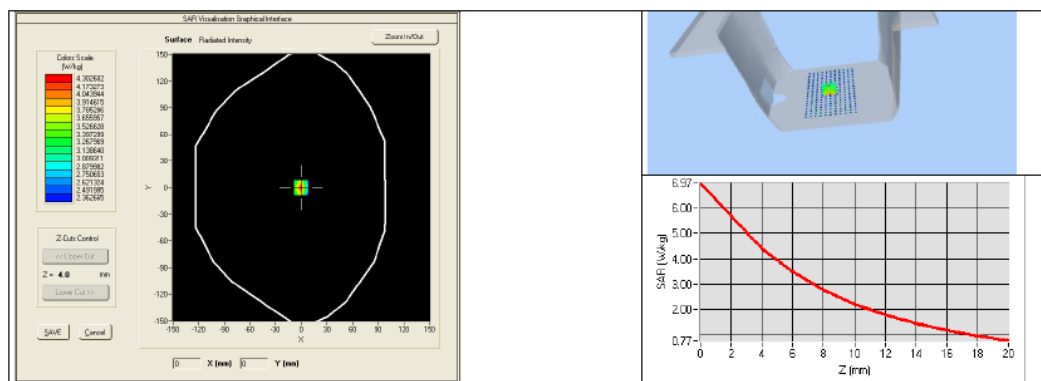 SAR Visualisation Graphical Interface
Surface Radiated Intensity
Zoom In/Out
Colors Scale
(W/kg)
4.302602
4.173273
4.043944
3.914615
3.785286
3.655957
3.526628
3.397299
3.267969
3.138640
3.009311
2.879982
2.750653
2.621324
2.491995
2.362665
Z-Cuts Control
<< Upper Cut
Z = 4.0 mm
Lower Cut >>
SAVE Cancel
150
120
90
60
30
0
-30
-60
-90
-120
-150
Y
-150 -120 -90 -60 -30 0 30 60 90 120 150
X
0 X (mm) 0 Y (mm)
6.97
6.00
5.00
4.00
3.00
2.00
0.77
SAR (W/kg)
0 2 4 6 8 10 12 14 16 18 20
Z (mm)